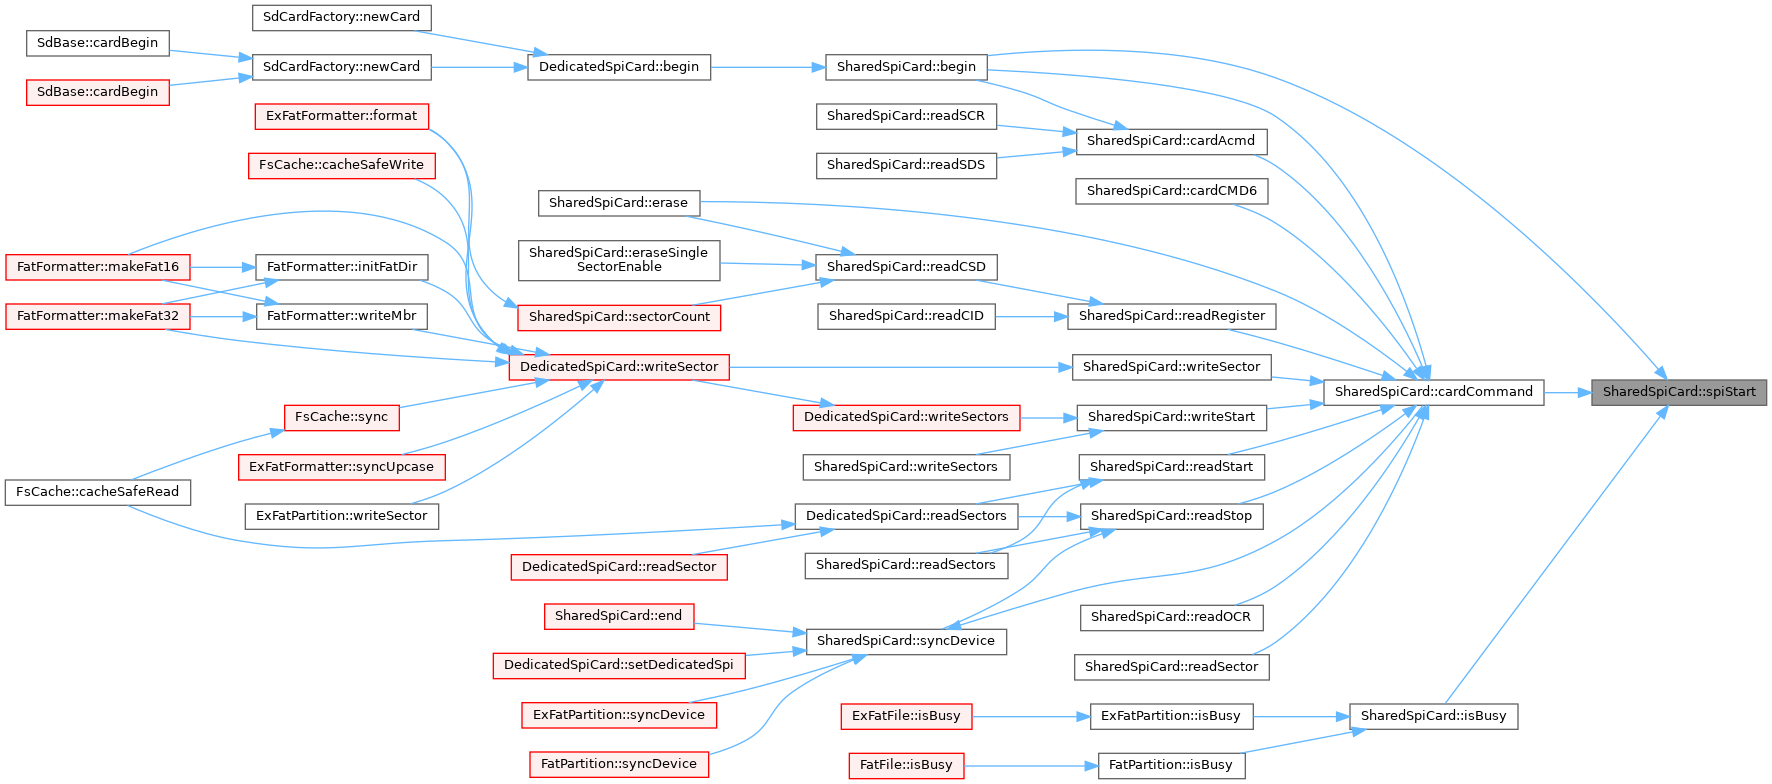 SdCardFactory::newCard
SdBase::cardBegin
SdCardFactory::newCard
DedicatedSpiCard::begin
SharedSpiCard::begin
SdBase::cardBegin
ExFatFormatter::format
SharedSpiCard::readSCR
SharedSpiCard::cardAcmd
FsCache::cacheSafeWrite
SharedSpiCard::readSDS
SharedSpiCard::cardCMD6
SharedSpiCard::erase
SharedSpiCard::eraseSingle
SectorEnable
FatFormatter::makeFat16
FatFormatter::initFatDir
SharedSpiCard::readCSD
FatFormatter::makeFat32
FatFormatter::writeMbr
SharedSpiCard::sectorCount
SharedSpiCard::readCID
SharedSpiCard::readRegister
DedicatedSpiCard::writeSector
SharedSpiCard::writeSector
SharedSpiCard::cardCommand
SharedSpiCard::spiStart
FsCache::sync
DedicatedSpiCard::writeSectors
SharedSpiCard::writeStart
ExFatFormatter::syncUpcase
SharedSpiCard::writeSectors
SharedSpiCard::readStart
FsCache::cacheSafeRead
ExFatPartition::writeSector
DedicatedSpiCard::readSectors
SharedSpiCard::readStop
DedicatedSpiCard::readSector
SharedSpiCard::readSectors
SharedSpiCard::end
SharedSpiCard::readOCR
SharedSpiCard::syncDevice
DedicatedSpiCard::setDedicatedSpi
SharedSpiCard::readSector
ExFatPartition::syncDevice
ExFatFile::isBusy
ExFatPartition::isBusy
SharedSpiCard::isBusy
FatPartition::syncDevice
FatFile::isBusy
FatPartition::isBusy